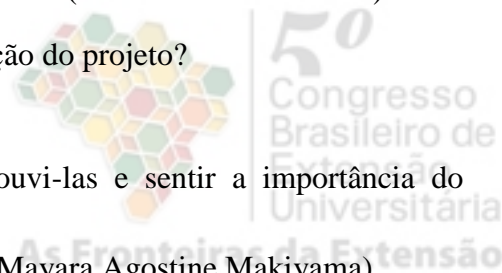 ção do projeto?
5º
Congresso
Brasileiro de
Extensão
ouvi-las e sentir a importância do
Universitária
As Fronteiras da Extensão
Mayara Agostine Makiyama)